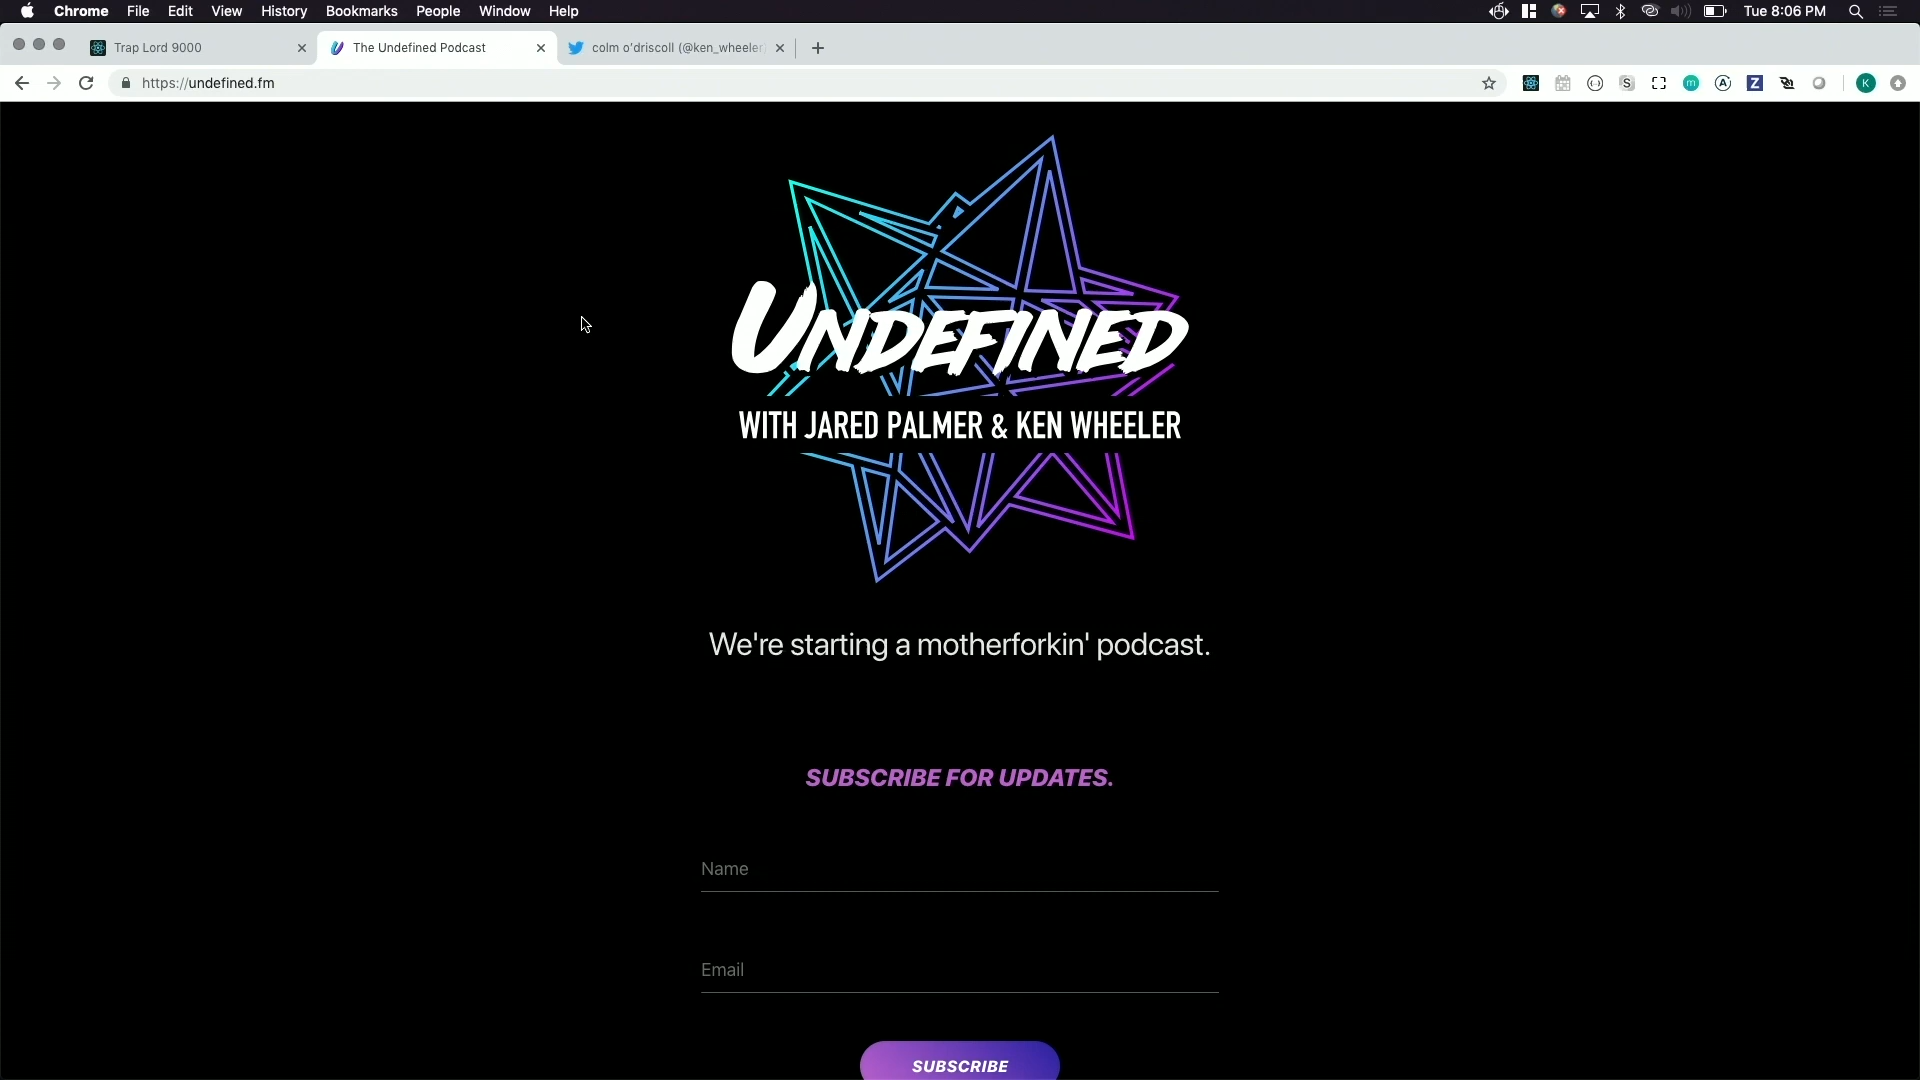 Chrome File Edit View History Bookmarks People Window Help Tue 8:06 PM
Trap Lord 9000 The Undefined Podcast colm o'driscoll (@ken_wheeler
https://undefined.fm
UNDEFINED
WITH JARED PALMER & KEN WHEELER
We're starting a motherforkin' podcast.
SUBSCRIBE FOR UPDATES.
Name
Email
SUBSCRIBE